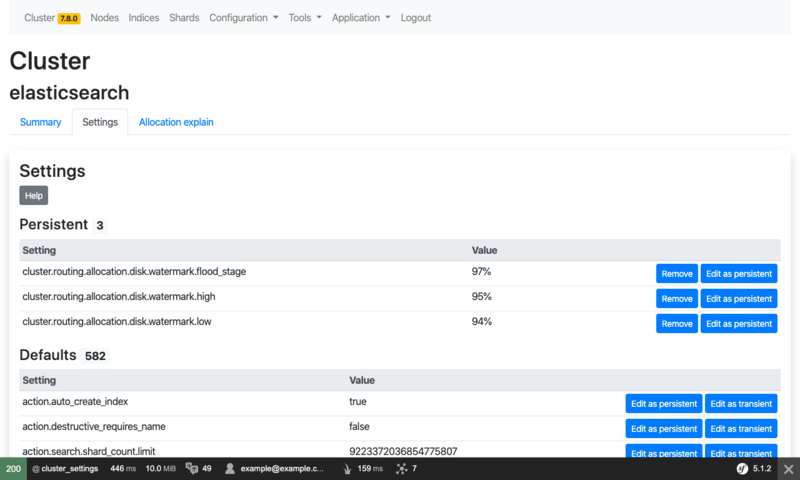 Cluster 7.8.0 Nodes Indices Shards Configuration Tools Application Logout
Cluster
elasticsearch
Summary Settings Allocation explain
Settings
Help
Persistent 3
Setting Value
cluster.routing.allocation.disk.watermark.flood_stage 97% Remove Edit as persistent
cluster.routing.allocation.disk.watermark.high 95% Remove Edit as persistent
cluster.routing.allocation.disk.watermark.low 94% Remove Edit as persistent
Defaults 582
Setting Value
action.auto_create_index true Edit as persistent Edit as transient
action.destructive_requires_name false Edit as persistent Edit as transient
action.search.shard_count.limit 9223372036854775807 Edit as persistent Edit as transient
200 @ cluster_settings 446 ms 10.0 MiB 49 example@example.c... 159 ms 7 sf 5.1.2